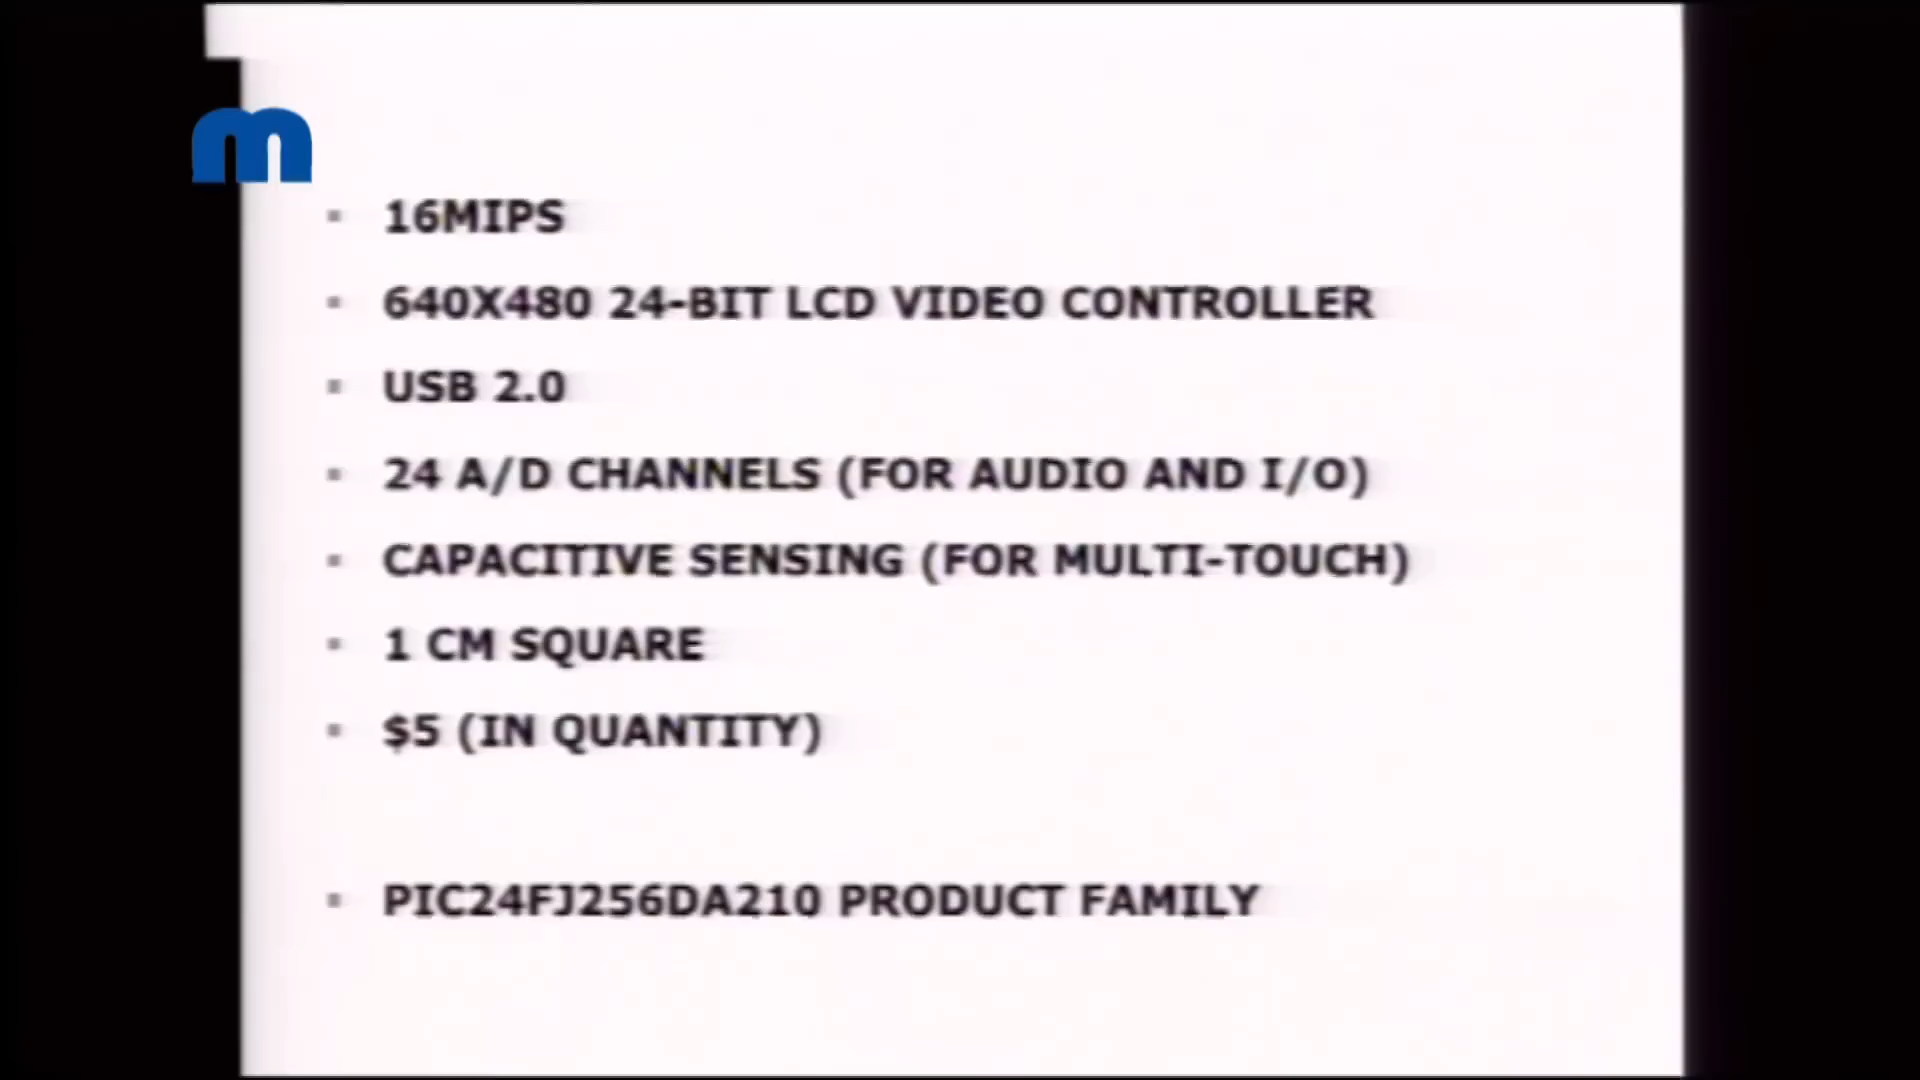 m
16MIPS
640X480 24-BIT LCD VIDEO CONTROLLER
USB 2.0
24 A/D CHANNELS (FOR AUDIO AND I/O)
CAPACITIVE SENSING (FOR MULTI-TOUCH)
1 CM SQUARE
$5 (IN QUANTITY)
PIC24FJ256DA210 PRODUCT FAMILY